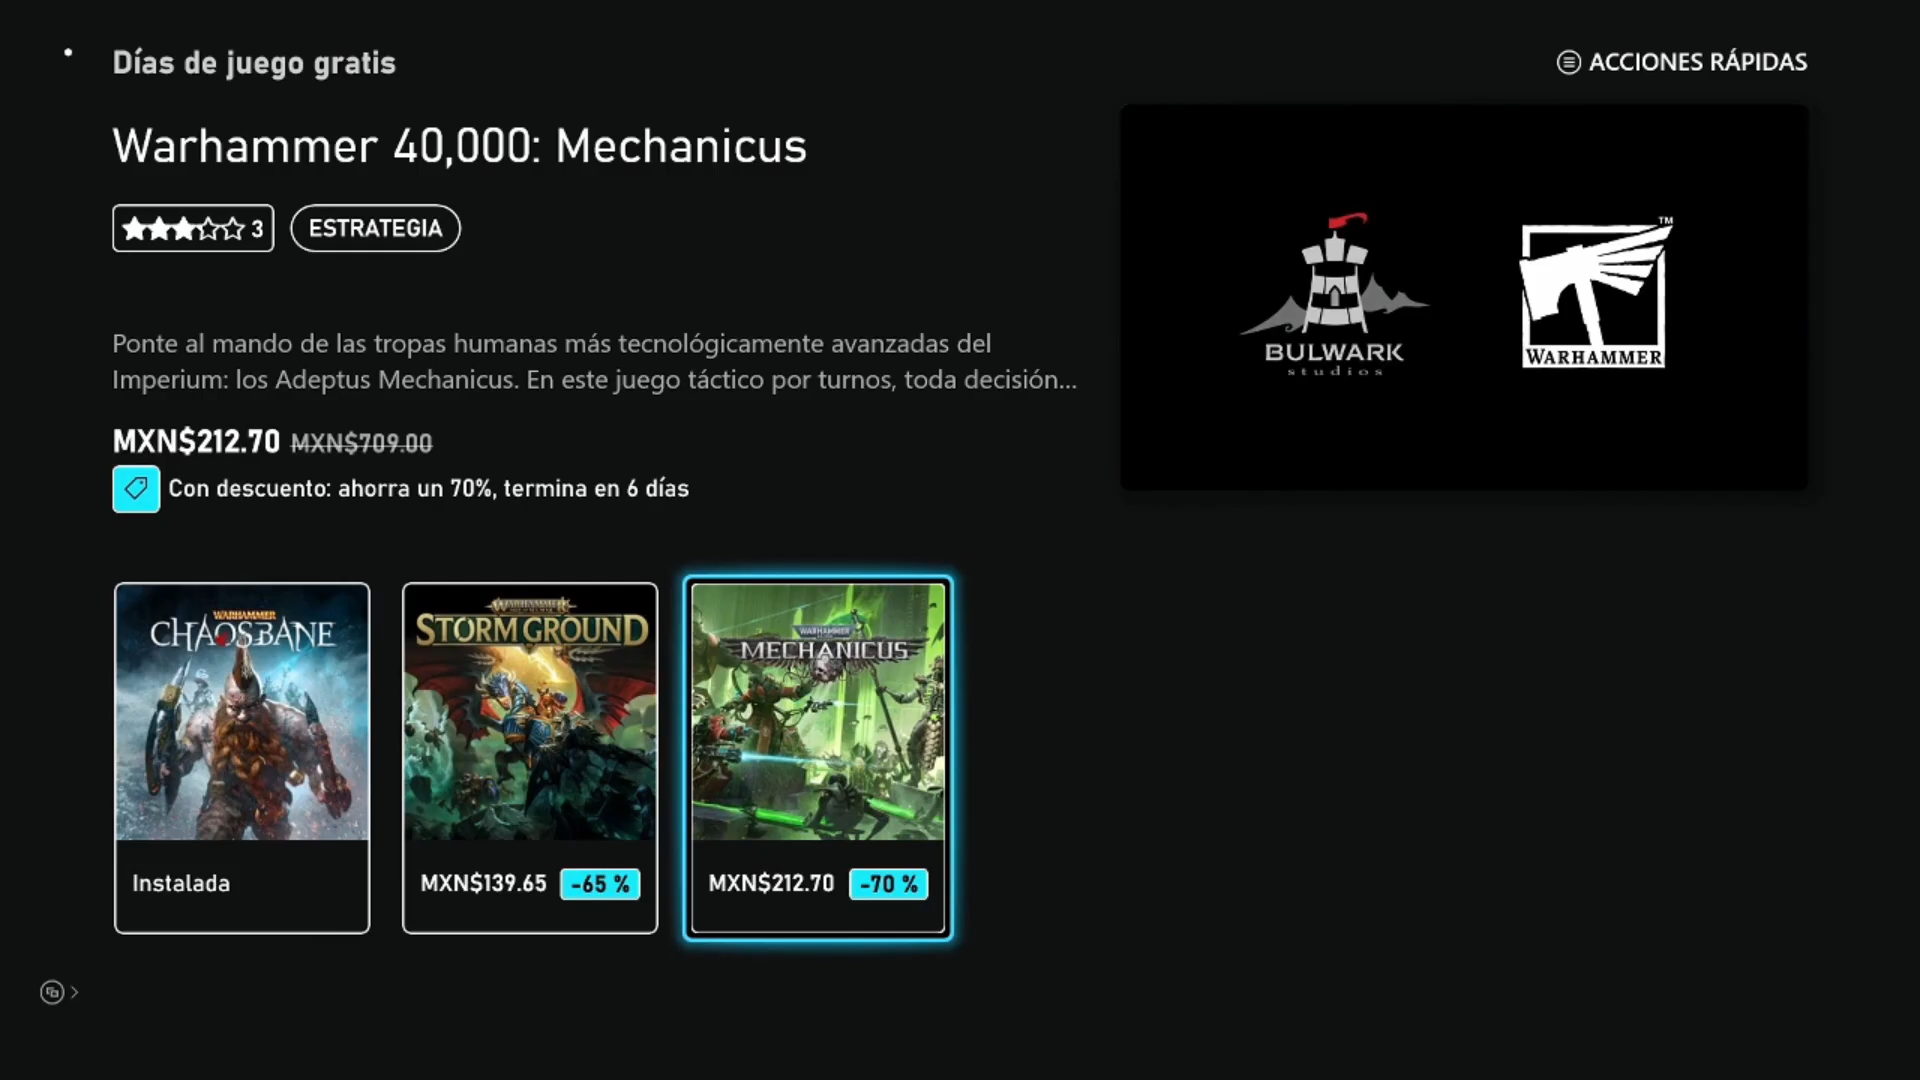 Días de juego gratis
ACCIONES RÁPIDAS
Warhammer 40,000: Mechanicus
3
ESTRATEGIA
Ponte al mando de las tropas humanas más tecnológicamente avanzadas del
Imperium: los Adeptus Mechanicus. En este juego táctico por turnos, toda decisión...
MXN$212.70 MXN$709.00
Con descuento: ahorra un 70%, termina en 6 días
BULWARK
studios
WARHAMMER
TM
WARHAMMER
CHAOSBANE
Instalada
WARHAMMER
STORM GROUND
MXN$139.65 -65 %
WARHAMMER
MECHANICUS
MXN$212.70 -70 %